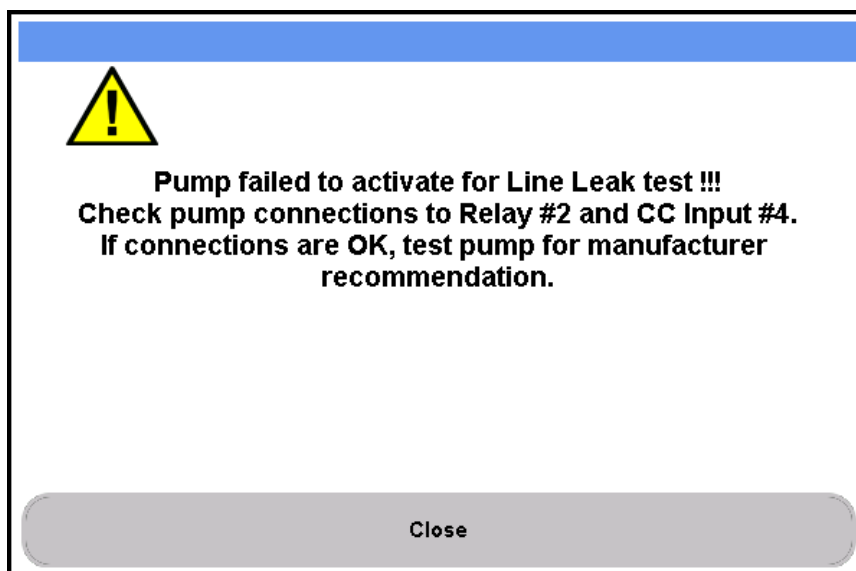 Pump failed to activate for Line Leak test !!!
Check pump connections to Relay #2 and CC Input #4.
If connections are OK, test pump for manufacturer
recommendation.
Close